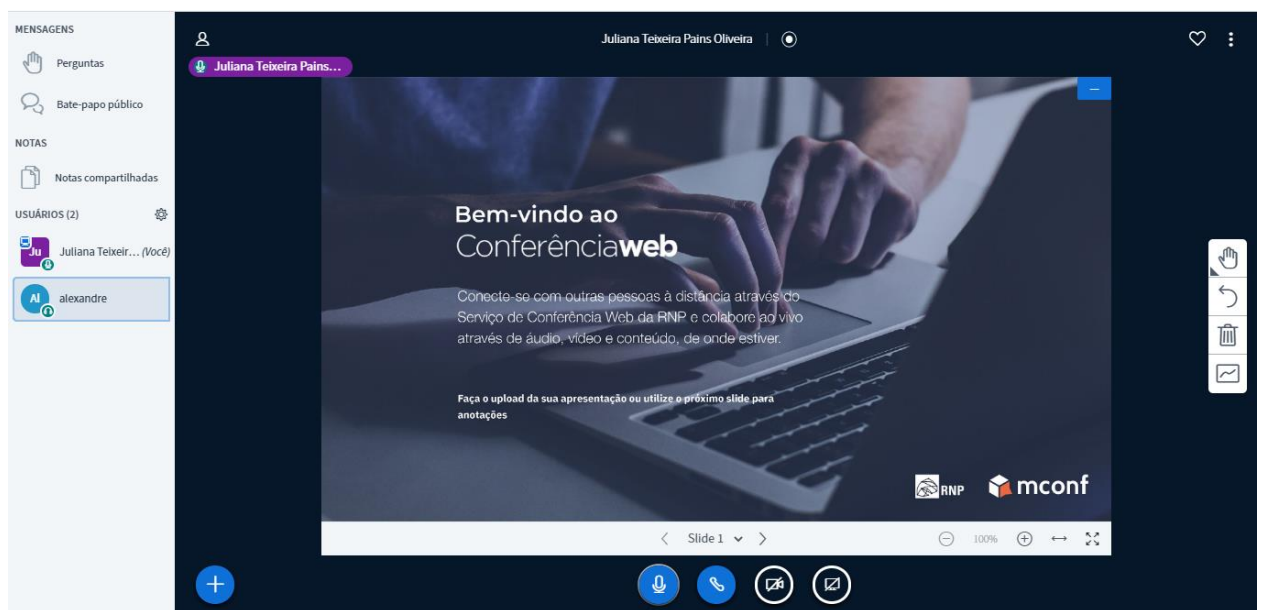 MENSAGENS
Perguntas
Bate-papo público
NOTAS
Notas compartilhadas
USUÁRIOS (2)
Ju
Juliana Teixeir... (Você)
Al
alexandre
Juliana Teixeira Pains Oliveira
Juliana Teixeira Pains...
Bem-vindo ao
Conferênciaweb
Conecte-se com outras pessoas à distância através do
Serviço de Conferência Web da RNP e colabore ao vivo
através de áudio, vídeo e conteúdo, de onde estiver.
Faça o upload da sua apresentação ou utilize o próximo slide para
anotações
RNP
mconf
Slide 1
100%